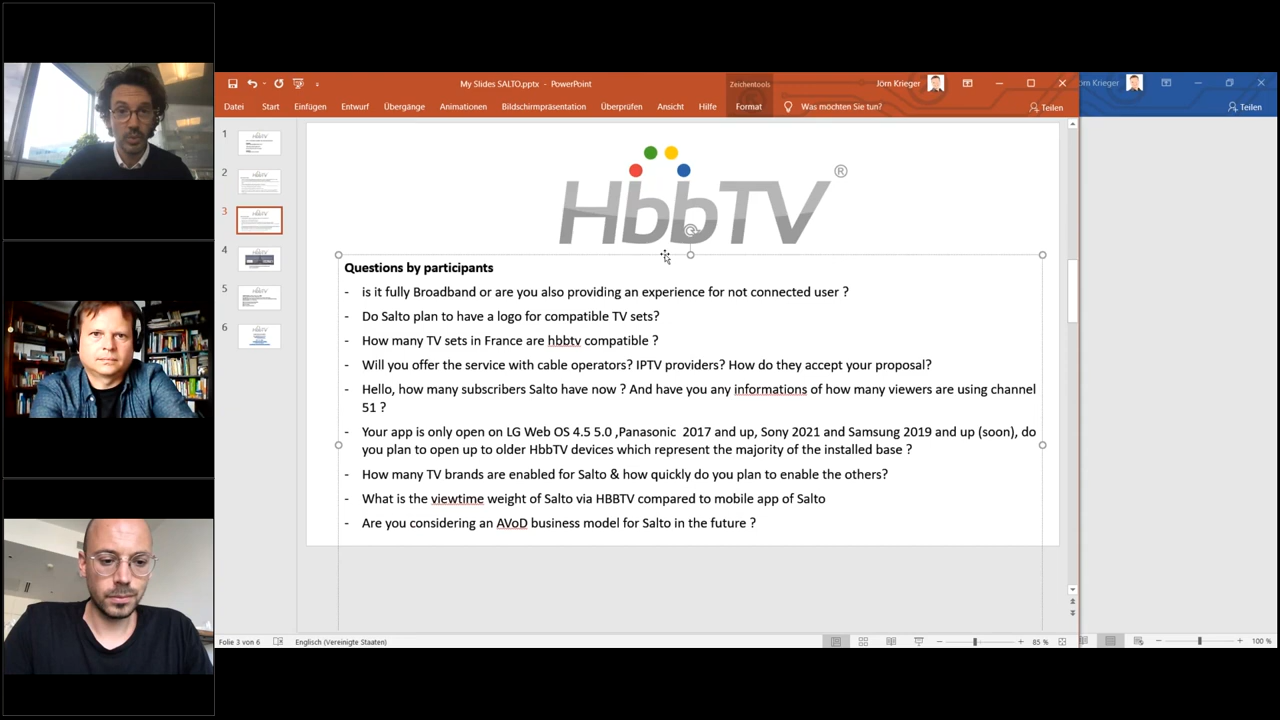 My Slides SALTO.pptx - PowerPoint
Zeichentools
Jörn Krieger
Jörn Krieger
Datei Start Einfügen Entwurf Übergänge Animationen Bildschirmpräsentation Überprüfen Ansicht Hilfe Format Was möchten Sie tun? Teilen
Teilen
1
2
3
4
5
6
HbbTV ®
Questions by participants
- is it fully Broadband or are you also providing an experience for not connected user ?
- Do Salto plan to have a logo for compatible TV sets?
- How many TV sets in France are hbbtv compatible ?
- Will you offer the service with cable operators? IPTV providers? How do they accept your proposal?
- Hello, how many subscribers Salto have now ? And have you any informations of how many viewers are using channel
51 ?
- Your app is only open on LG Web OS 4.5 5.0 ,Panasonic 2017 and up, Sony 2021 and Samsung 2019 and up (soon), do
you plan to open up to older HbbTV devices which represent the majority of the installed base ?
- How many TV brands are enabled for Salto & how quickly do you plan to enable the others?
- What is the viewtime weight of Salto via HBBTV compared to mobile app of Salto
- Are you considering an AVoD business model for Salto in the future ?
Folie 3 von 6 Englisch (Vereinigte Staaten) 85 % 100 %